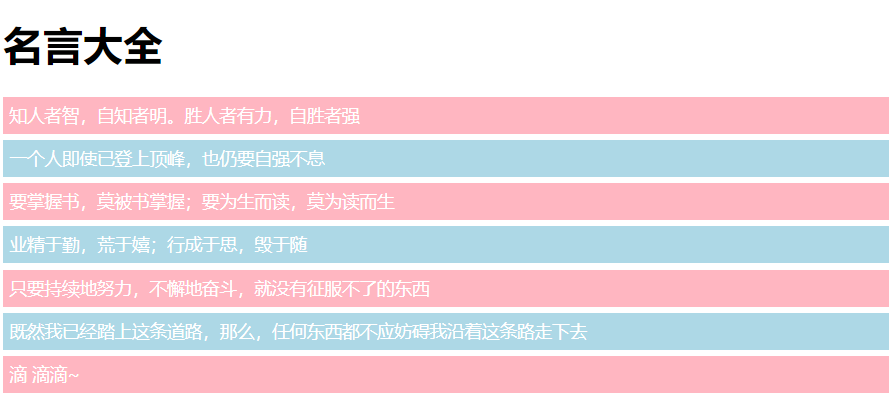 名言大全
知人者智，自知者明。胜人者有力，自胜者强
一个人即使已登上顶峰，也仍要自强不息
要掌握书，莫被书掌握；要为生而读，莫为读而生
业精于勤，荒于嬉；行成于思，毁于随
只要持续地努力，不懈地奋斗，就没有征服不了的东西
既然我已经踏上这条道路，那么，任何东西都不应妨碍我沿着这条路走下去
滴 滴滴~